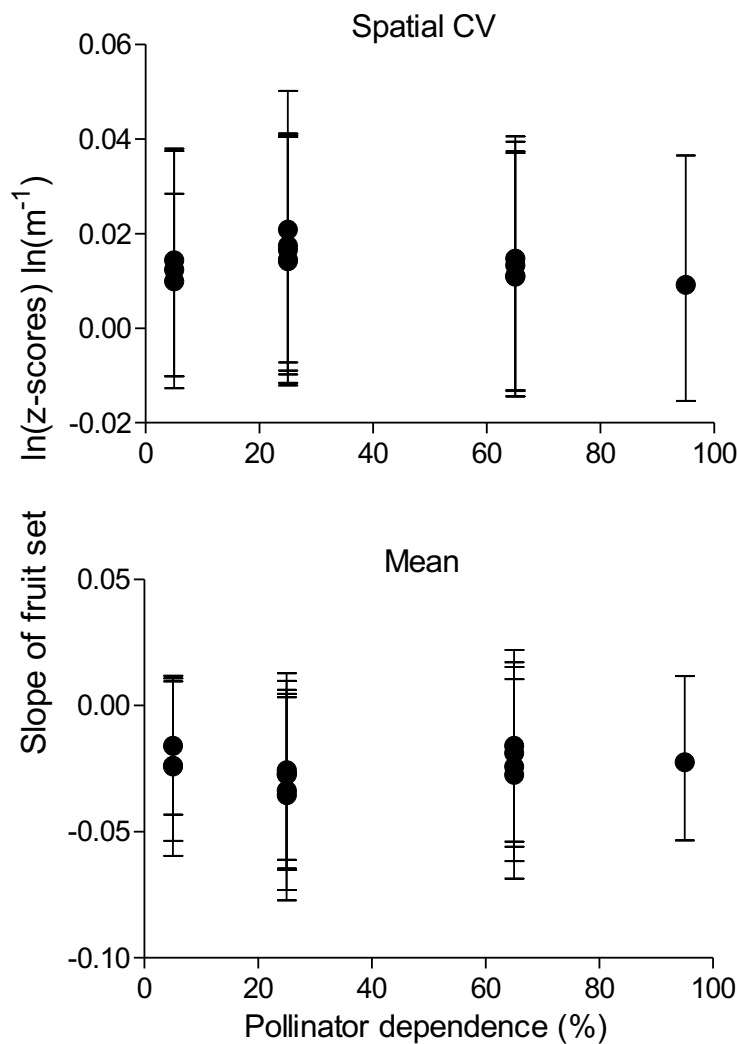 Spatial CV
0.06
0.04
0.02
0.00
-0.02
0 20 40 60 80 100
Slope of fruit set ln(z-scores) ln(m⁻¹)
Mean
0.05
0.00
-0.05
-0.10
0 20 40 60 80 100
Pollinator dependence (%)